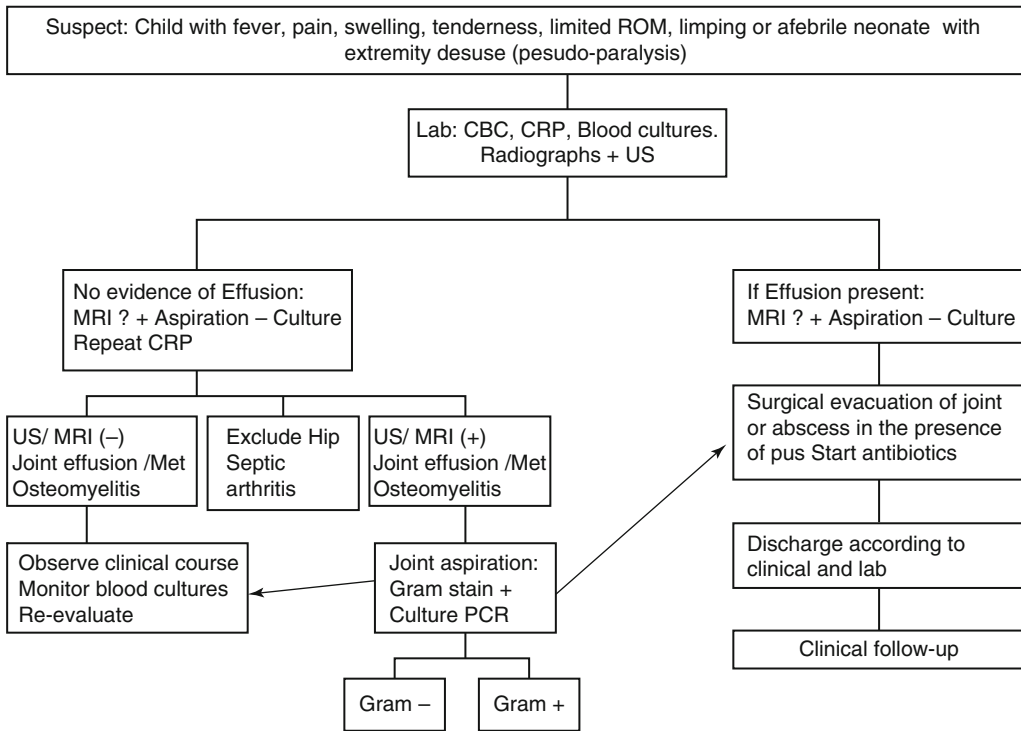 Suspect: Child with fever, pain, swelling, tenderness, limited ROM, limping or afebrile neonate with
extremity desuse (pesudo-paralysis)
Lab: CBC, CRP, Blood cultures.
Radiographs + US
No evidence of Effusion:
MRI ? + Aspiration – Culture
Repeat CRP
If Effusion present:
MRI ? + Aspiration – Culture
US/ MRI (–)
Joint effusion /Met
Osteomyelitis
Exclude Hip
Septic
arthritis
US/ MRI (+)
Joint effusion /Met
Osteomyelitis
Surgical evacuation of joint
or abscess in the presence
of pus Start antibiotics
Observe clinical course
Monitor blood cultures
Re-evaluate
Joint aspiration:
Gram stain +
Culture PCR
Discharge according to
clinical and lab
Gram –
Gram +
Clinical follow-up